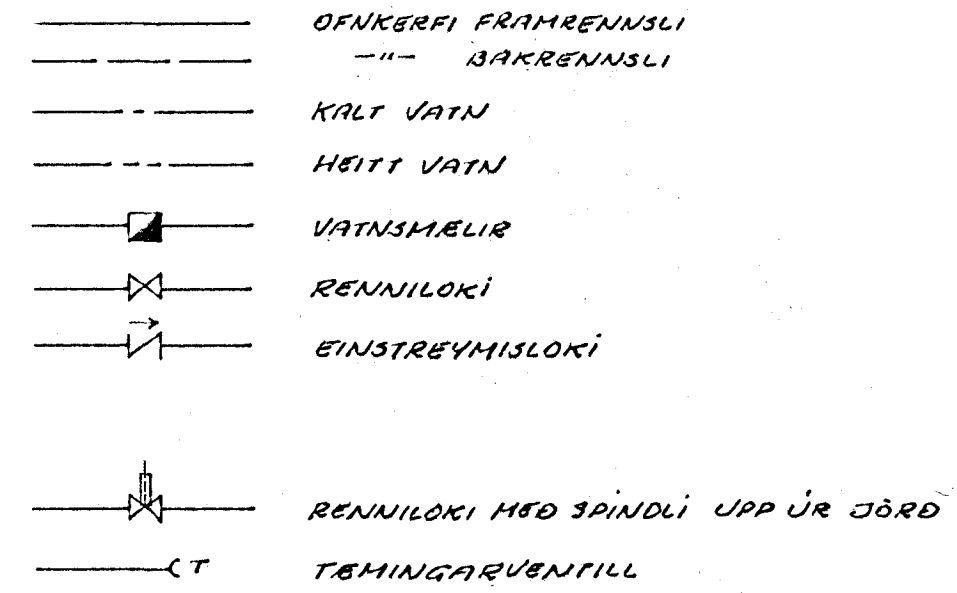 OFNKERFI FRAMRENNSLI
—"— BAKRENNSLI
KALT VATN
HEITT VATN
VATNSMÆLIR
RENNILOKI
EINSTREYMISLOKI
RENNILOKI MEÐ SPINDLI UPP ÚR JÖRÐ
T TÆMINGARVENTILL